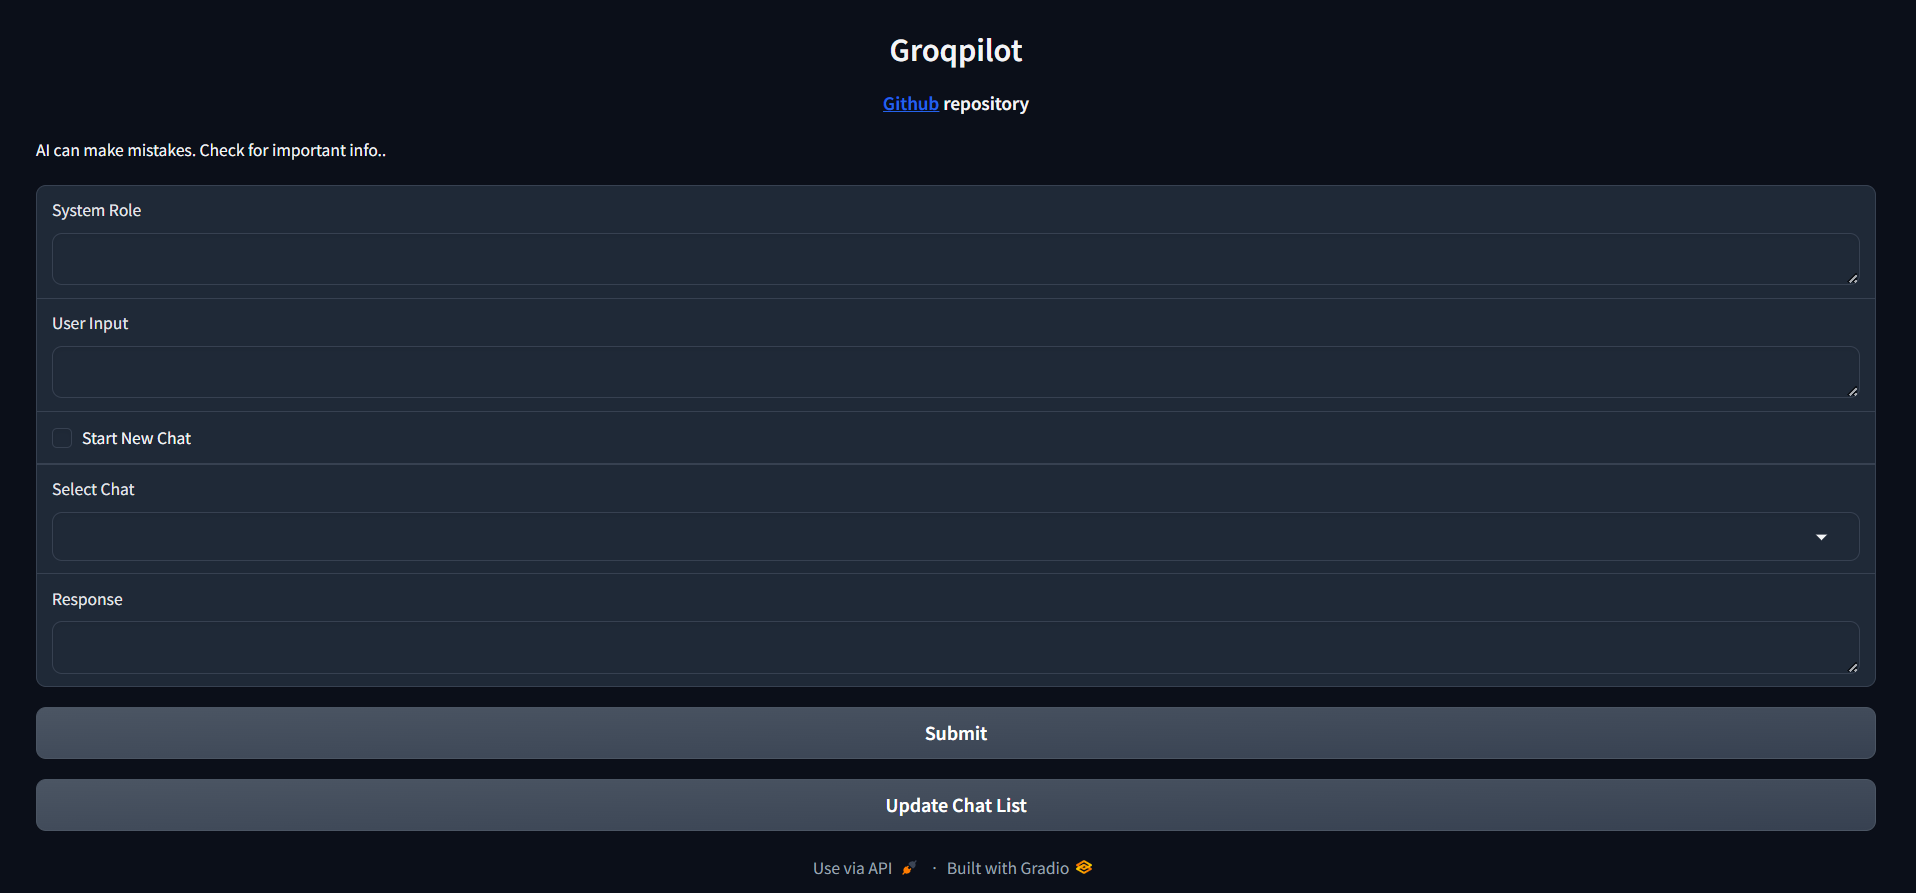 Groqpilot
Github repository
AI can make mistakes. Check for important info..
System Role
User Input
Start New Chat
Select Chat
Response
Submit
Update Chat List
Use via API · Built with Gradio